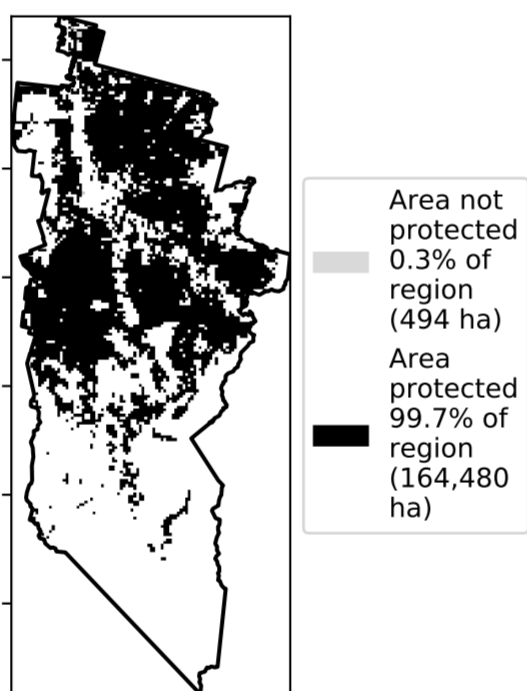 Area not
protected
0.3% of
region
(494 ha)
Area
protected
99.7% of
region
(164,480
ha)